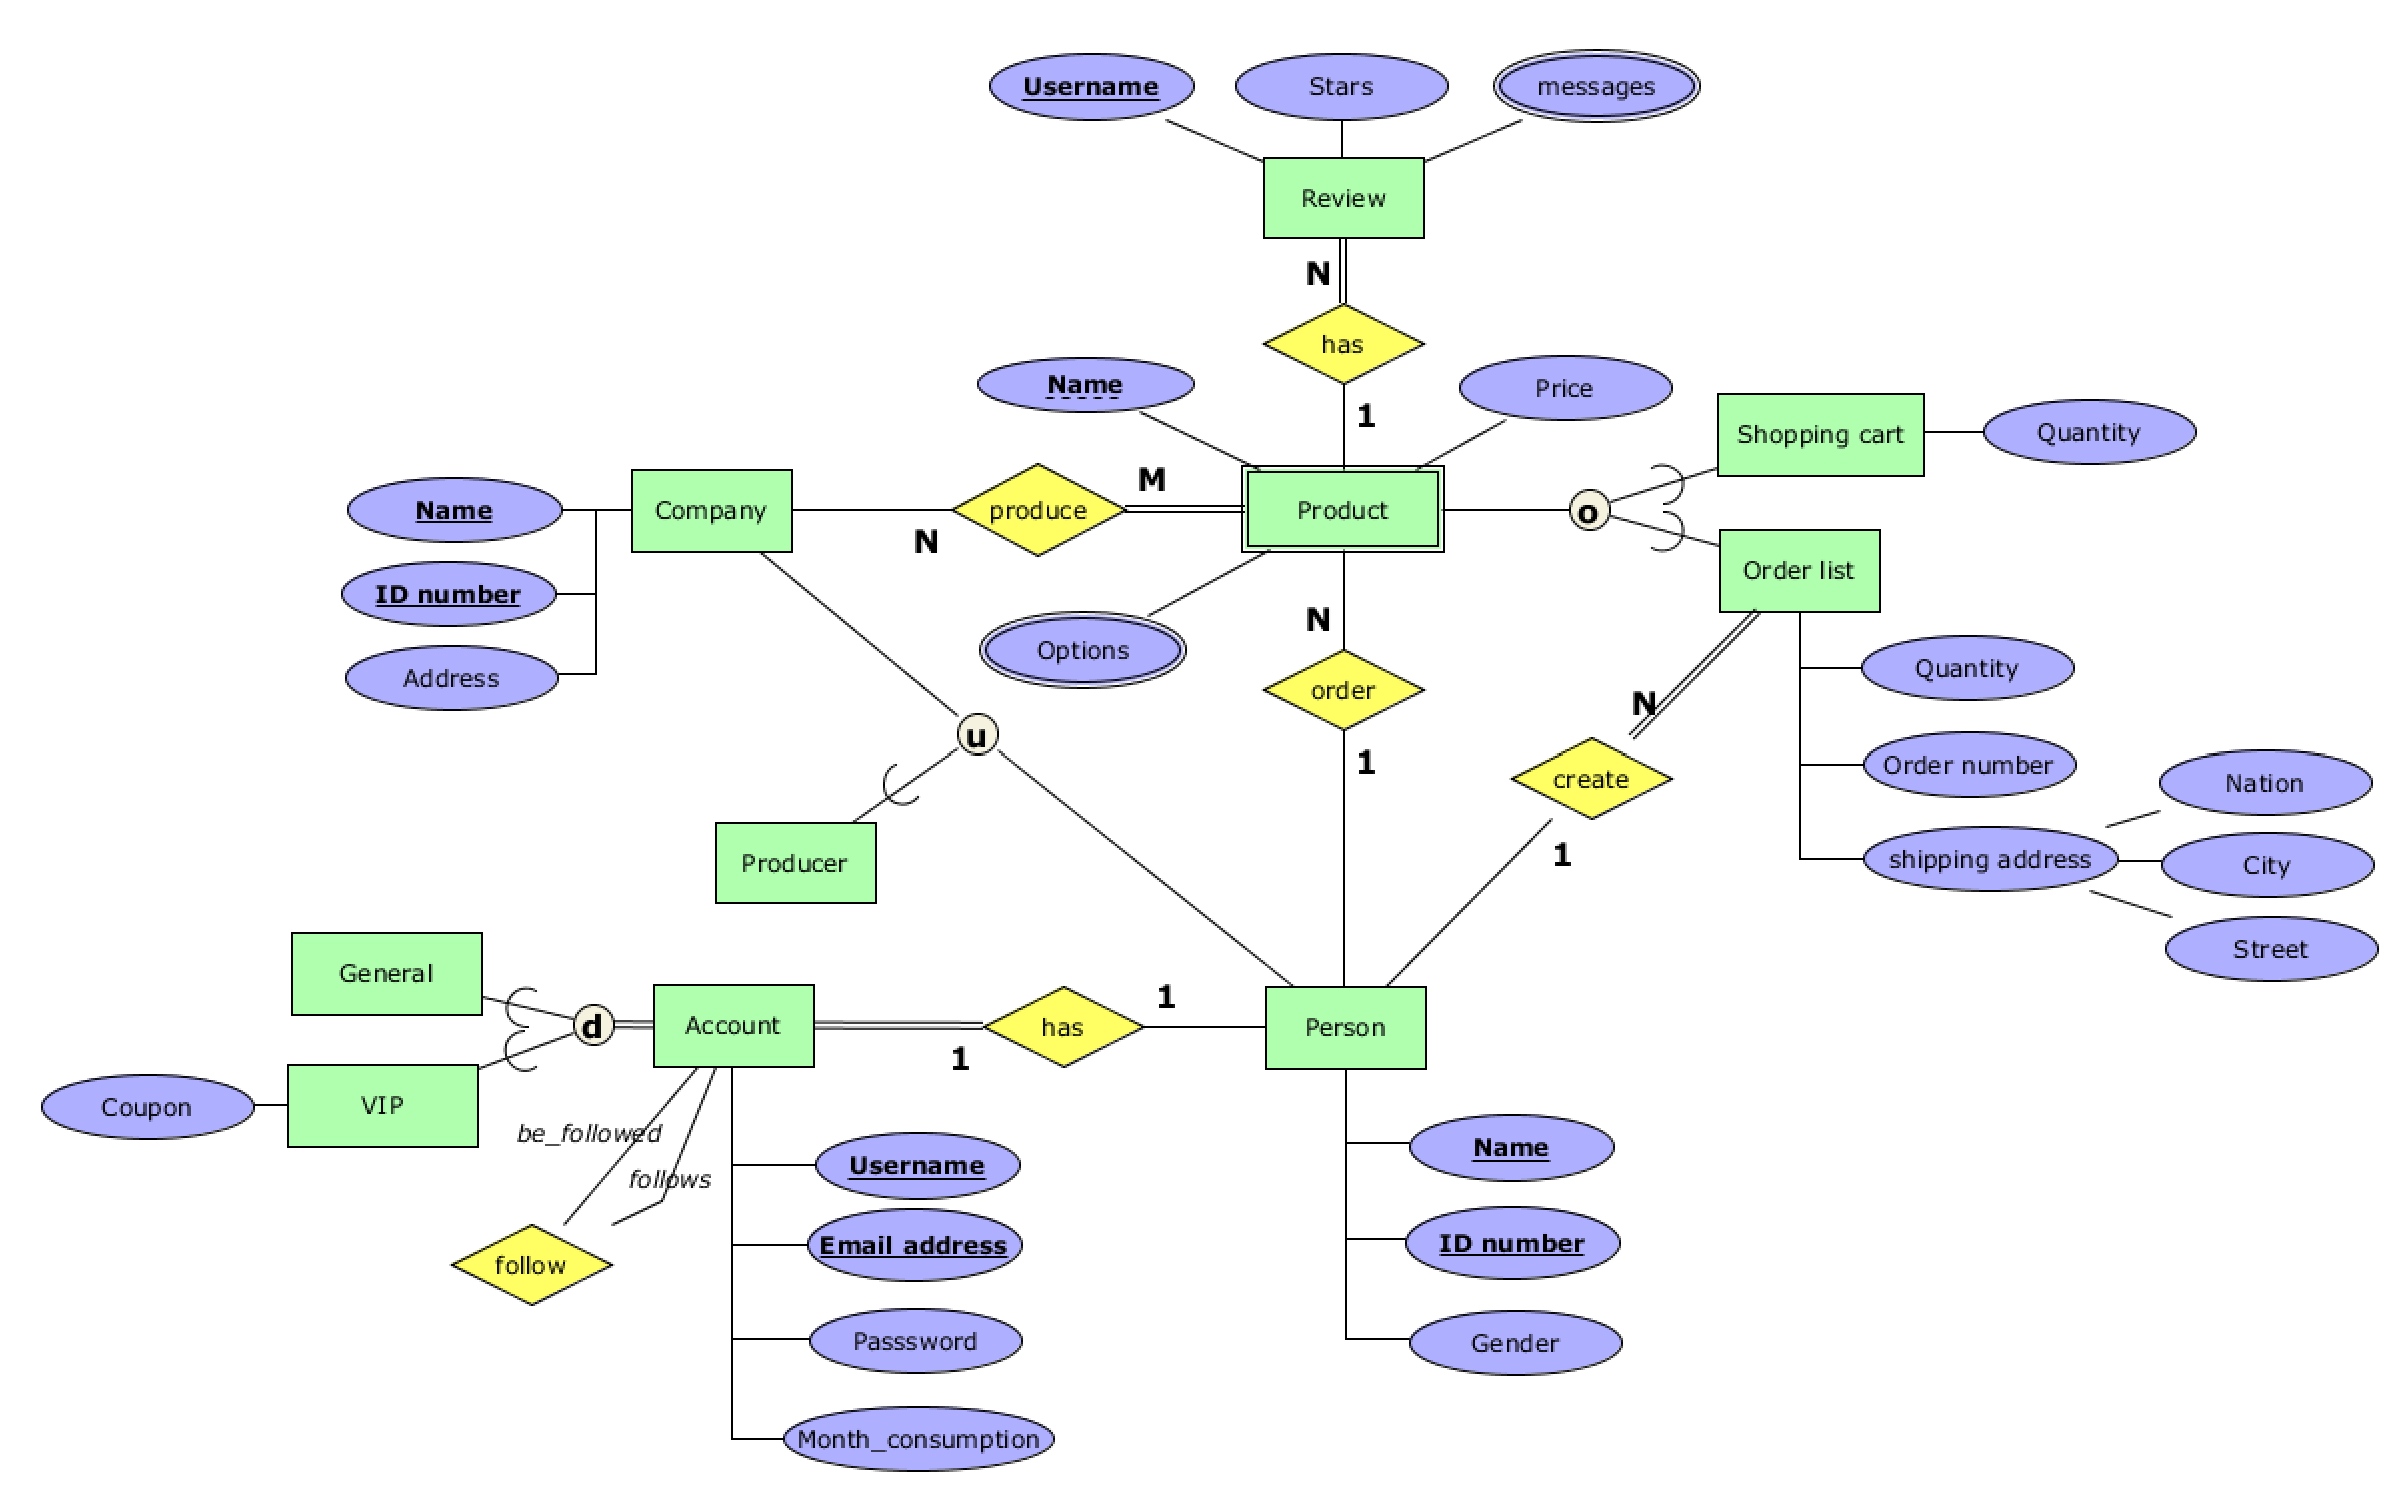 Username
Stars
messages
Review
N
has
Name
Price
1
Shopping cart
Quantity
Name
Company
N
produce
M
Product
o
ID number
Order list
Address
Options
N
order
1
Quantity
N
Order number
create
1
shipping address
Nation
City
Street
u
Producer
General
d
Account
1
has
1
Person
Coupon
VIP
be_followed
follows
follow
Username
Email address
Passsword
Month_consumption
Name
ID number
Gender